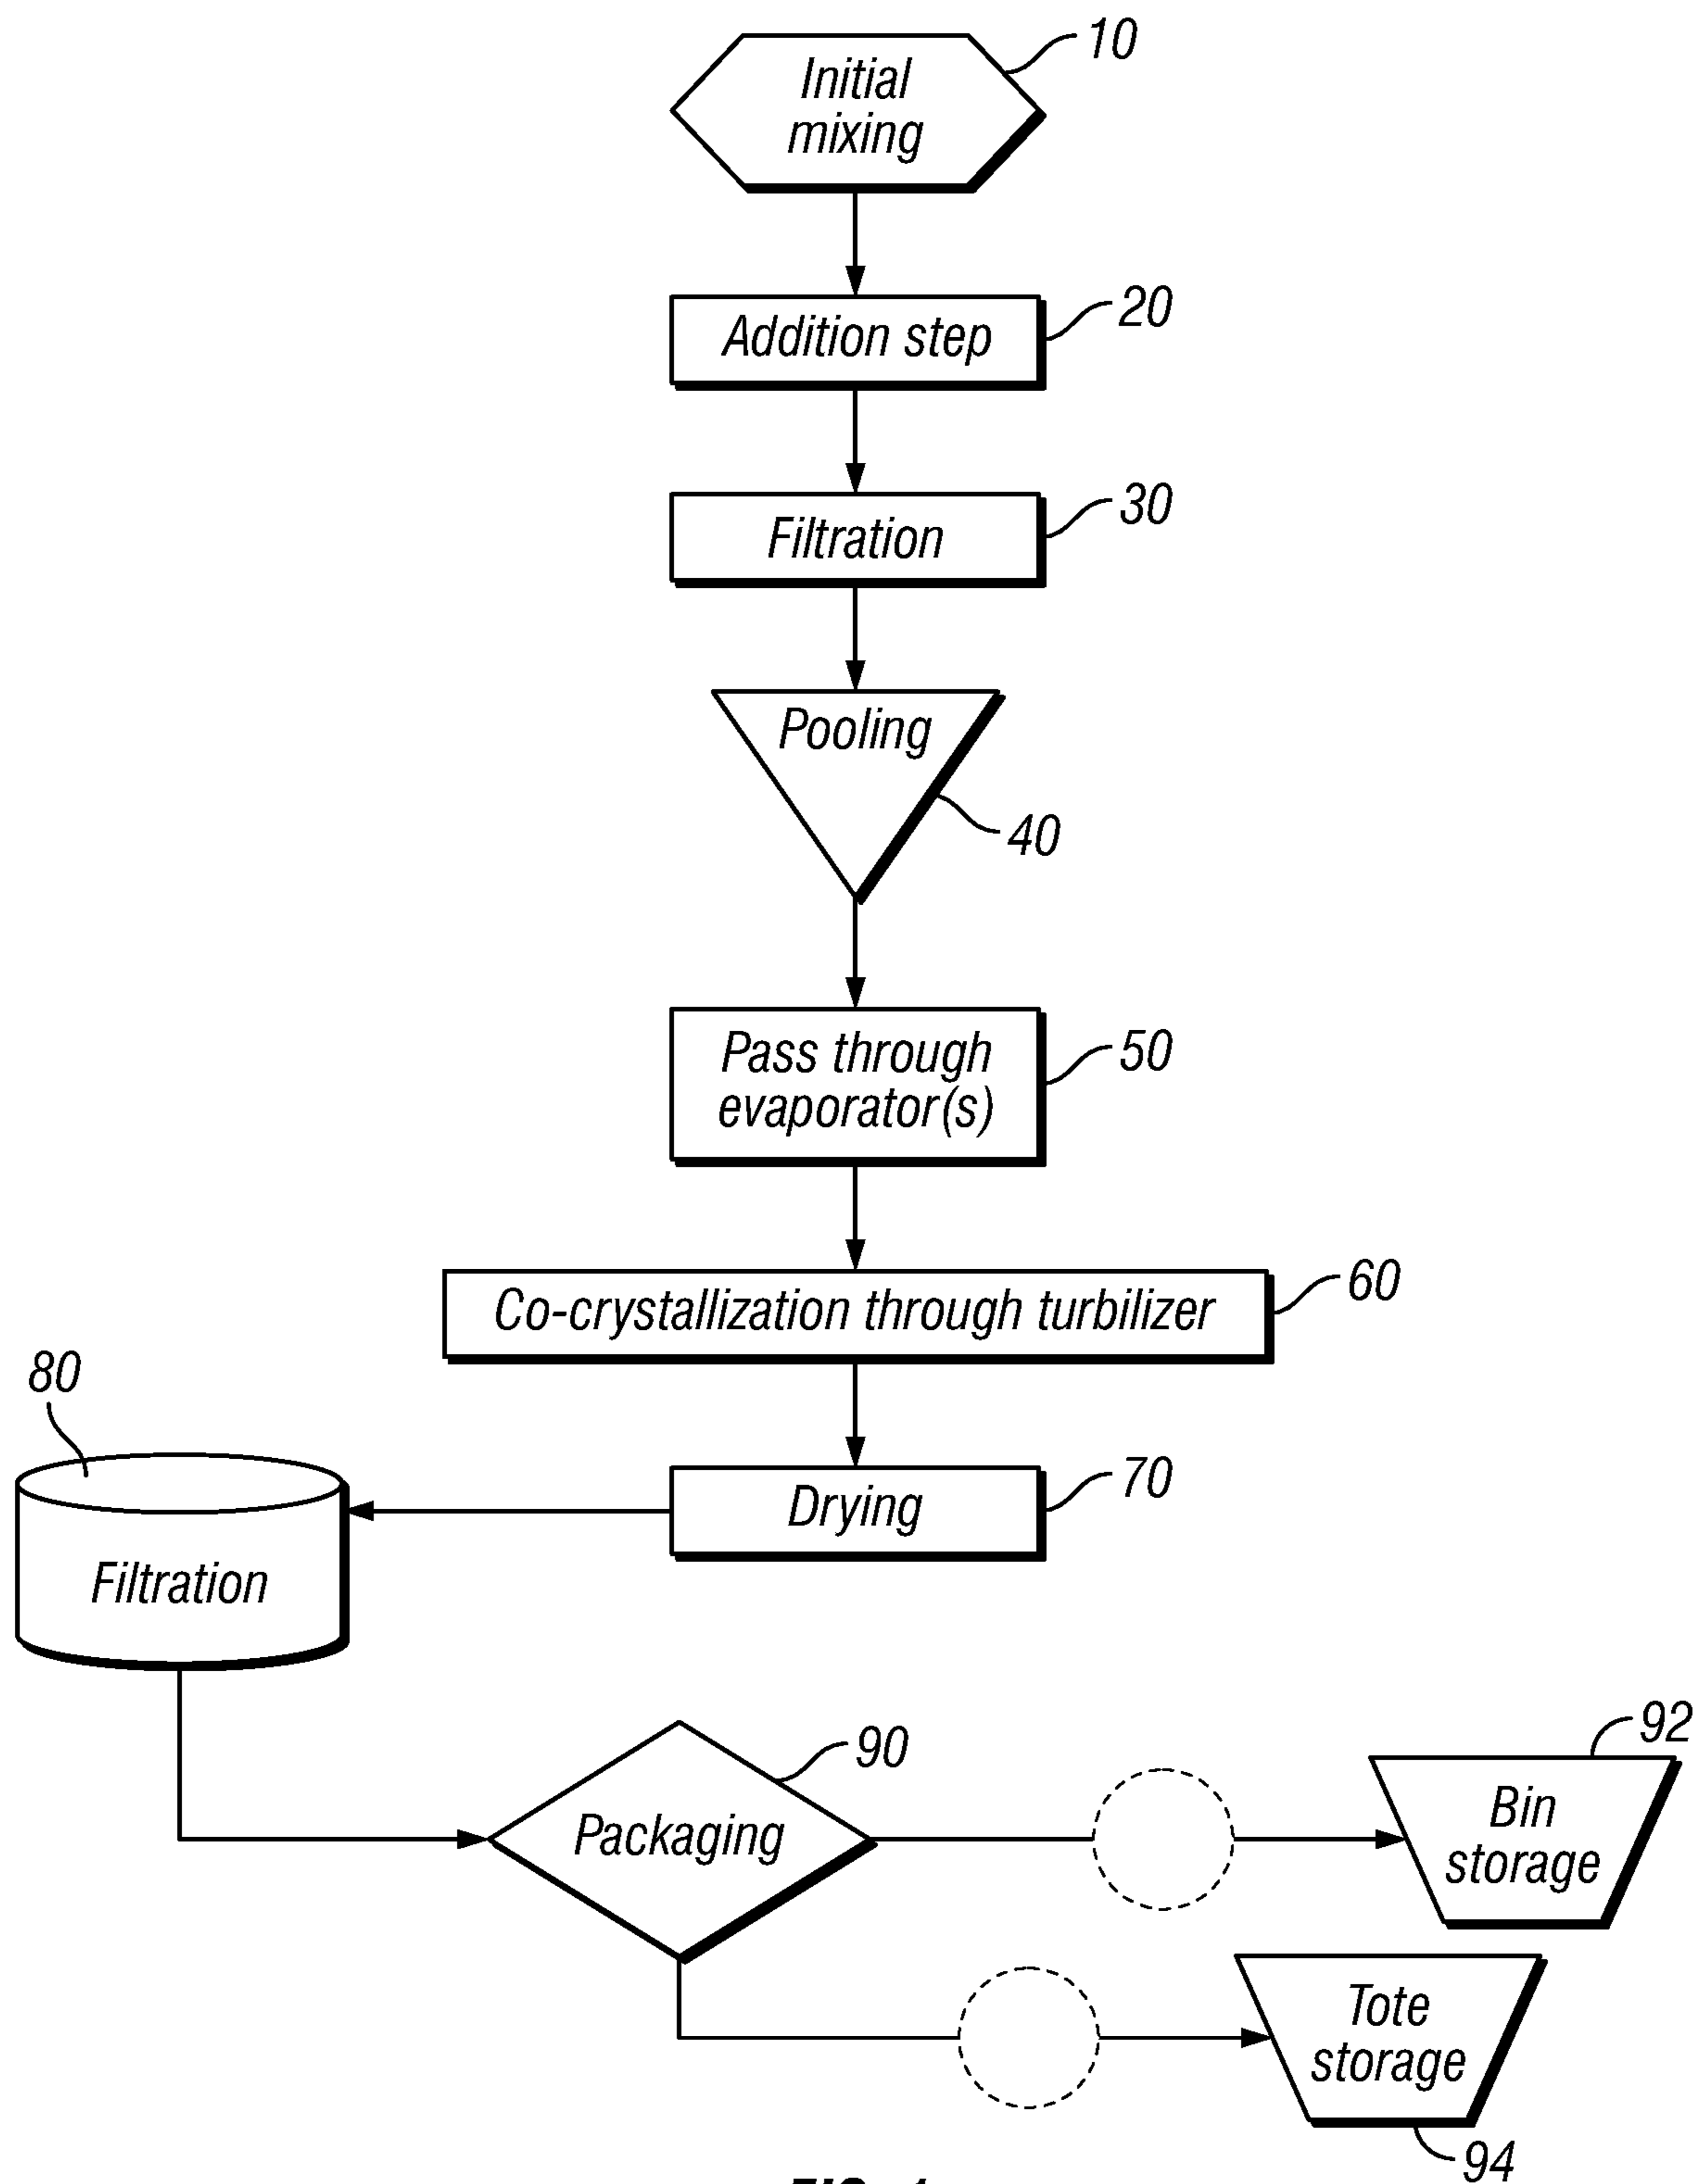 10
Initial
mixing
20
Addition step
30
Filtration
Pooling
40
50
Pass through
evaporator(s)
60
Co-crystallization through turbilizer
80
70
Drying
Filtration
92
90
Bin
storage
Packaging
Tote
storage
94